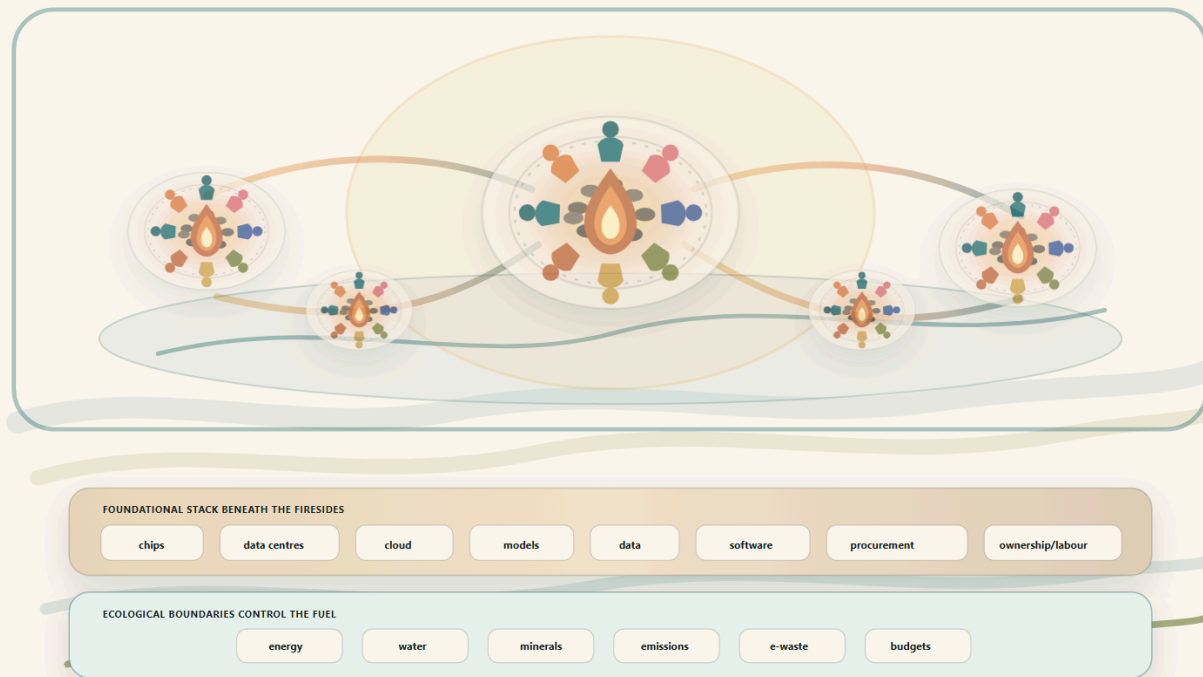 FOUNDATIONAL STACK BENEATH THE FIRESIDES
chips data centres cloud models data software procurement ownership/labour
ECOLOGICAL BOUNDARIES CONTROL THE FUEL
energy water minerals emissions e-waste budgets